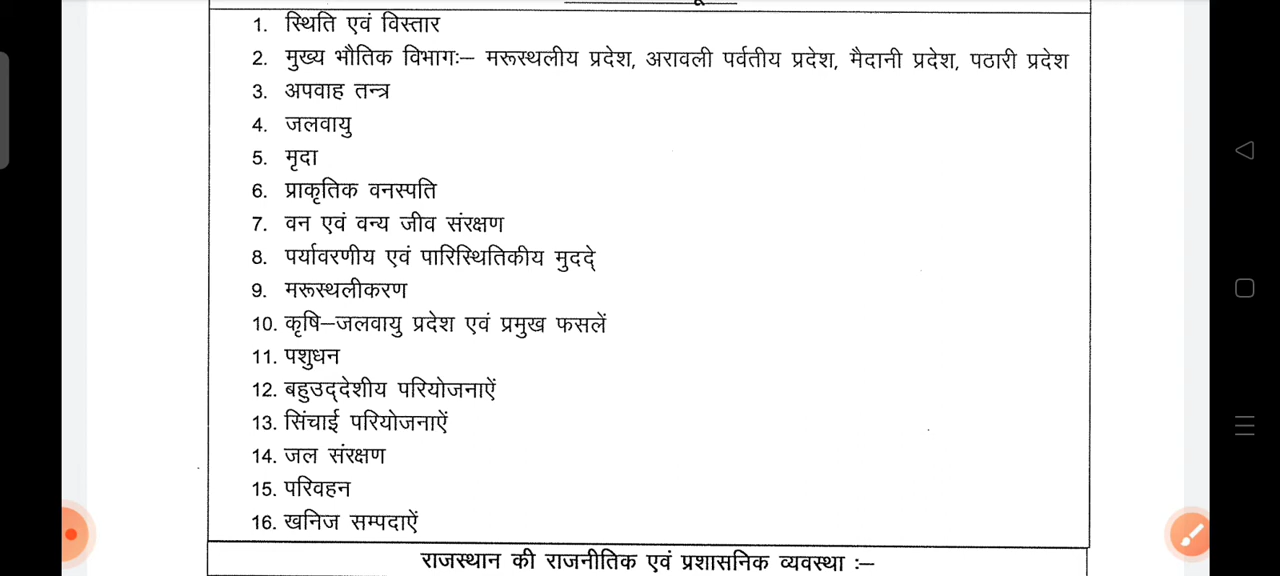 1. स्थिति एवं विस्तार
2. मुख्य भौतिक विभागः– मरूस्थलीय प्रदेश, अरावली पर्वतीय प्रदेश, मैदानी प्रदेश, पठारी प्रदेश
3. अपवाह तन्त्र
4. जलवायु
5. मृदा
6. प्राकृतिक वनस्पति
7. वन एवं वन्य जीव संरक्षण
8. पर्यावरणीय एवं पारिस्थितिकीय मुददे्
9. मरूस्थलीकरण
10. कृषि–जलवायु प्रदेश एवं प्रमुख फसलें
11. पशुधन
12. बहुउद्देशीय परियोजनाऐं
13. सिंचाई परियोजनाऐं
14. जल संरक्षण
15. परिवहन
16. खनिज सम्पदाऐं
राजस्थान की राजनीतिक एवं प्रशासनिक व्यवस्था :–